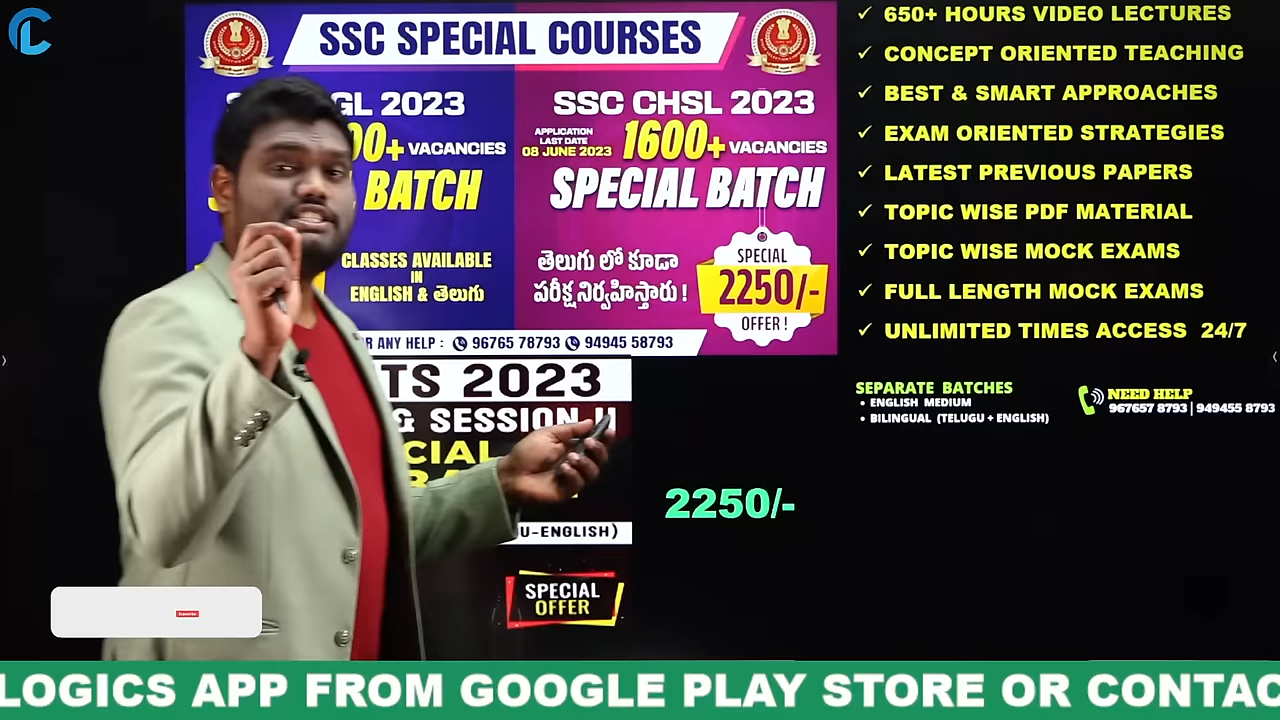 SSC SPECIAL COURSES
GL 2023
00+ VACANCIES
BATCH
CLASSES AVAILABLE
IN
ENGLISH & తెలుగు
SSC CHSL 2023
APPLICATION
LAST DATE
08 JUNE 2023
1600+ VACANCIES
SPECIAL BATCH
తెలుగు లో కూడా
పరీక్ష నిర్వహిస్తారు !
SPECIAL
2250/-
OFFER !
R ANY HELP : 96765 78793 94945 58793
TS 2023
& SESSION II
CIAL
U-ENGLISH)
SPECIAL
OFFER
2250/-
✓ 650+ HOURS VIDEO LECTURES
✓ CONCEPT ORIENTED TEACHING
✓ BEST & SMART APPROACHES
✓ EXAM ORIENTED STRATEGIES
✓ LATEST PREVIOUS PAPERS
✓ TOPIC WISE PDF MATERIAL
✓ TOPIC WISE MOCK EXAMS
✓ FULL LENGTH MOCK EXAMS
✓ UNLIMITED TIMES ACCESS 24/7
SEPARATE BATCHES
• ENGLISH MEDIUM
• BILINGUAL (TELUGU + ENGLISH)
NEED HELP
967657 8793 | 949455 8793
Subscribe
LOGICS APP FROM GOOGLE PLAY STORE OR CONTAC